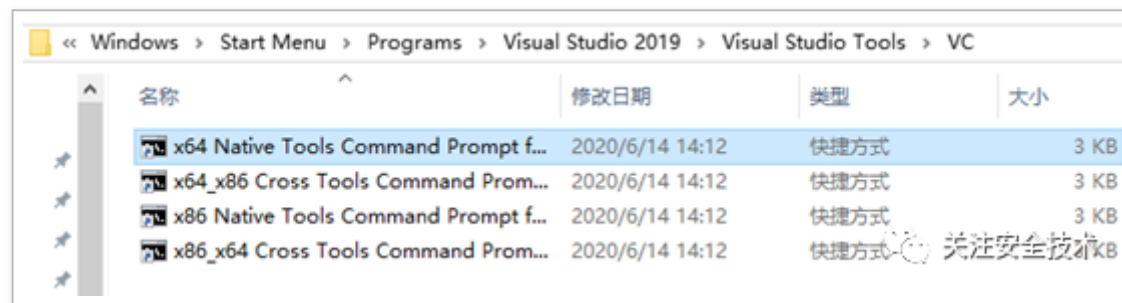 « Windows › Start Menu › Programs › Visual Studio 2019 › Visual Studio Tools › VC
名称 修改日期 类型 大小
x64 Native Tools Command Prompt f... 2020/6/14 14:12 快捷方式 3 KB
x64_x86 Cross Tools Command Prom... 2020/6/14 14:12 快捷方式 3 KB
x86 Native Tools Command Prompt f... 2020/6/14 14:12 快捷方式 3 KB
x86_x64 Cross Tools Command Prom... 2020/6/14 14:12 快捷方式 KB
关注安全技术